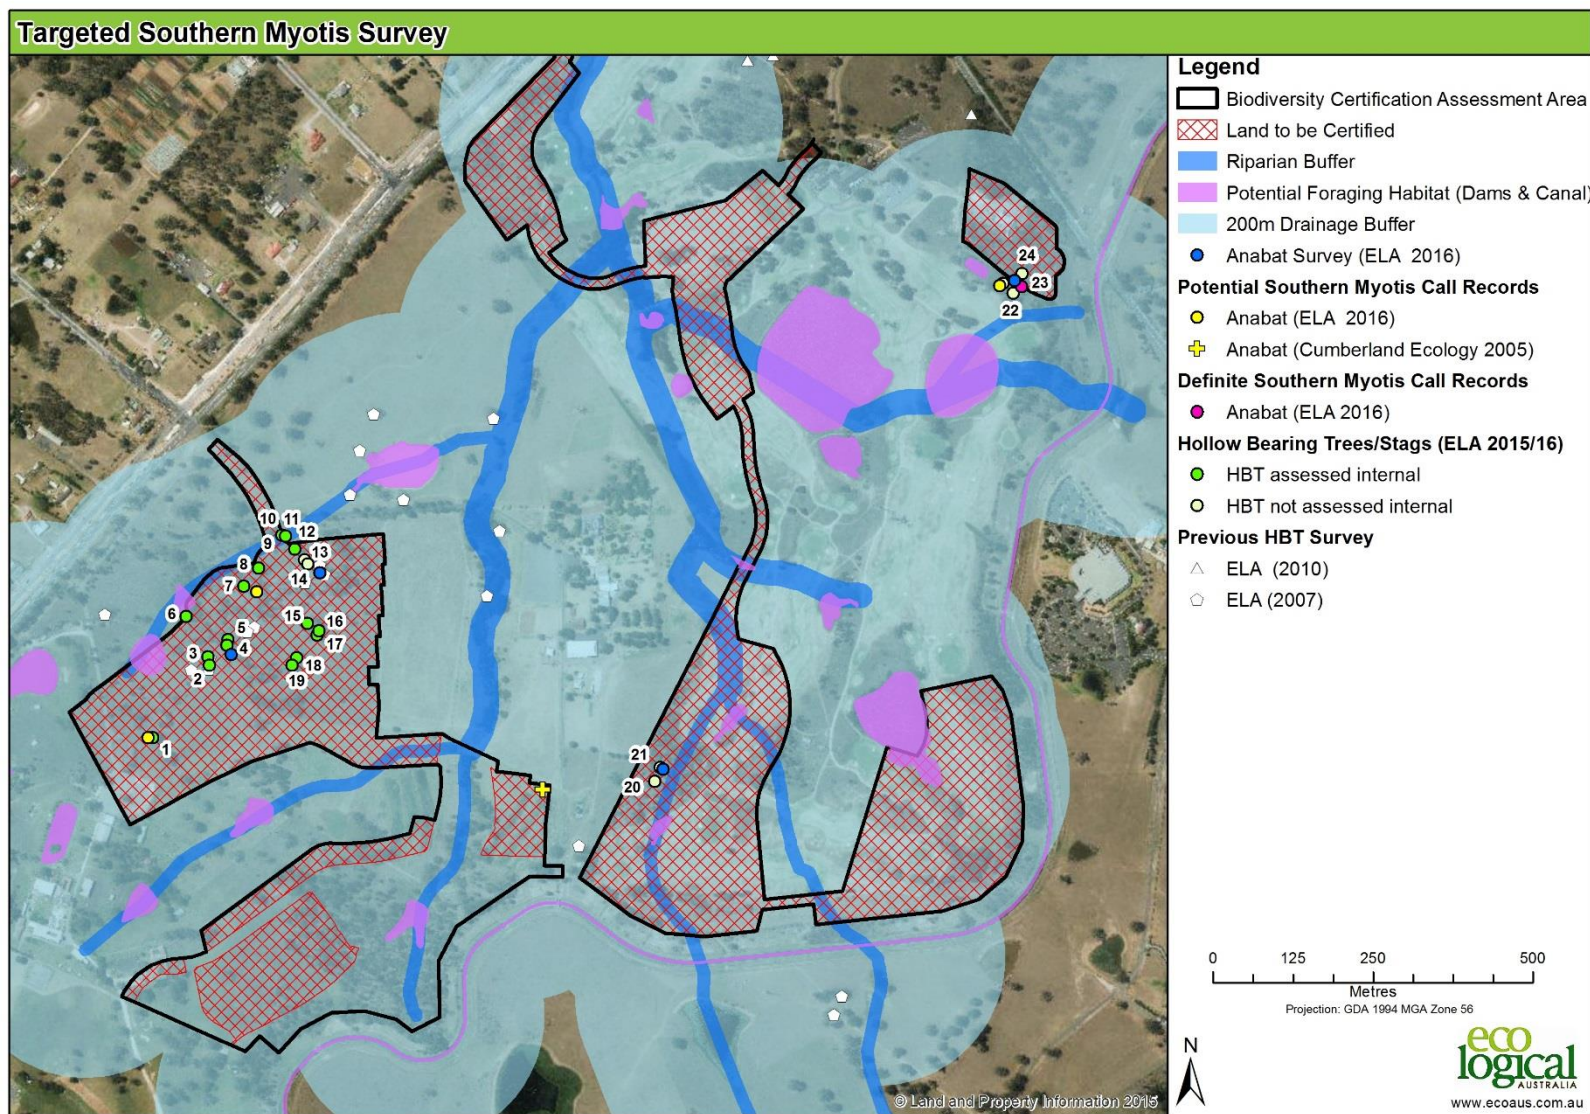 Targeted Southern Myotis Survey
Legend
Biodiversity Certification Assessment Area
Land to be Certified
Riparian Buffer
Potential Foraging Habitat (Dams & Canal)
200m Drainage Buffer
Anabat Survey (ELA 2016)
Potential Southern Myotis Call Records
Anabat (ELA 2016)
Anabat (Cumberland Ecology 2005)
Definite Southern Myotis Call Records
Anabat (ELA 2016)
Hollow Bearing Trees/Stags (ELA 2015/16)
HBT assessed internal
HBT not assessed internal
Previous HBT Survey
ELA (2010)
ELA (2007)
24
23
22
10
11
12
9
13
8
14
7
6
5
15
16
4
17
3
18
2
19
1
21
20
0
125
250
500
Metres
Projection: GDA 1994 MGA Zone 56
N
eco
logical
AUSTRALIA
www.ecoaus.com.au
© Land and Property Information 2015